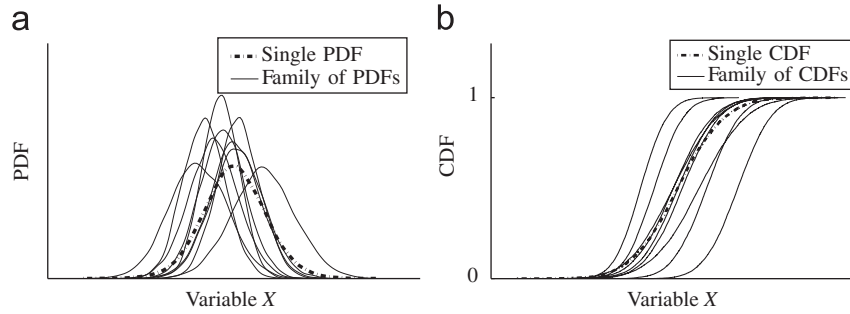 a
Single PDF
Family of PDFs
PDF
Variable X
b
Single CDF
Family of CDFs
1
CDF
0
Variable X